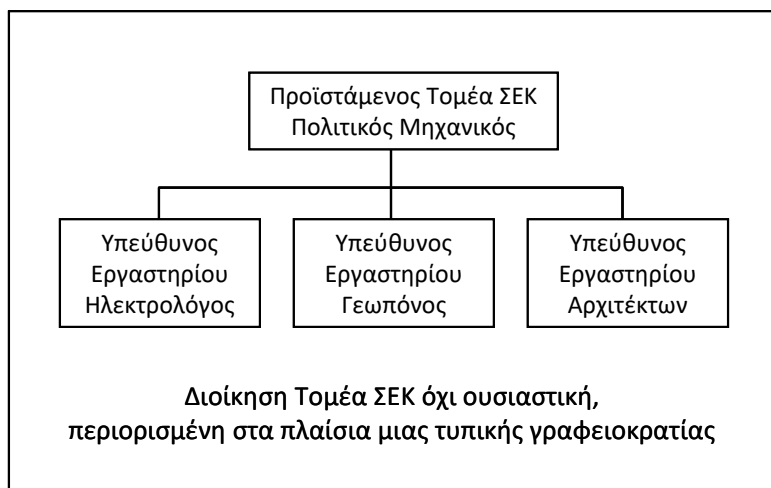 Προϊστάμενος Τομέα ΣΕΚ
Πολιτικός Μηχανικός
Υπεύθυνος
Εργαστηρίου
Ηλεκτρολόγος
Υπεύθυνος
Εργαστηρίου
Γεωπόνος
Υπεύθυνος
Εργαστηρίου
Αρχιτέκτων
Διοίκηση Τομέα ΣΕΚ όχι ουσιαστική,
περιορισμένη στα πλαίσια μιας τυπικής γραφειοκρατίας